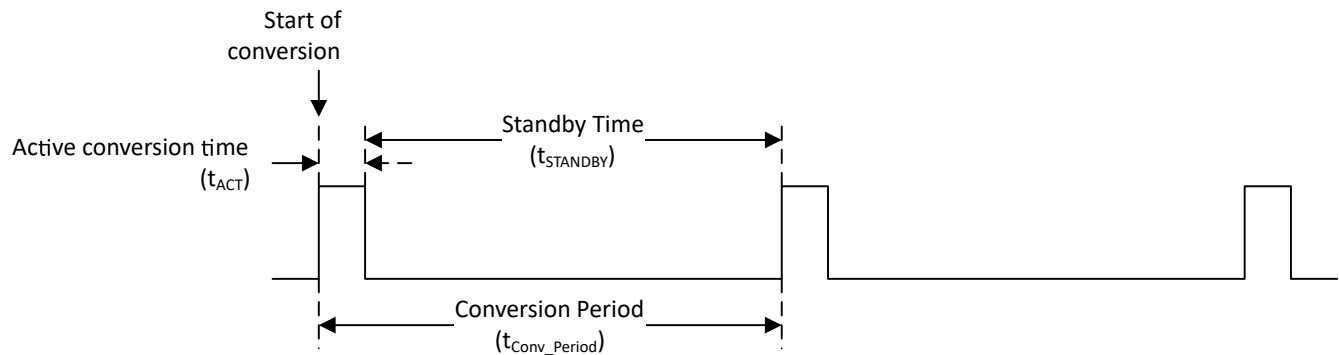 Start of
conversion
Active conversion time
(tACT)
Standby Time
(tSTANDBY)
Conversion Period
(tConv_Period)